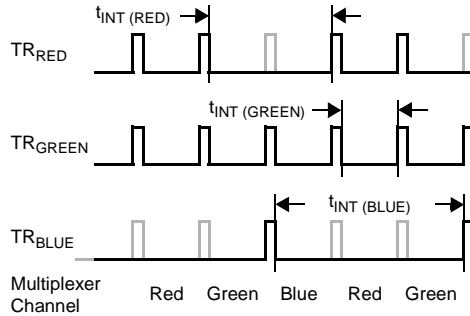 tINT (RED)
TRRED
tINT (GREEN)
TRGREEN
tINT (BLUE)
TRBLUE
Multiplexer
Channel
Red Green Blue Red Green